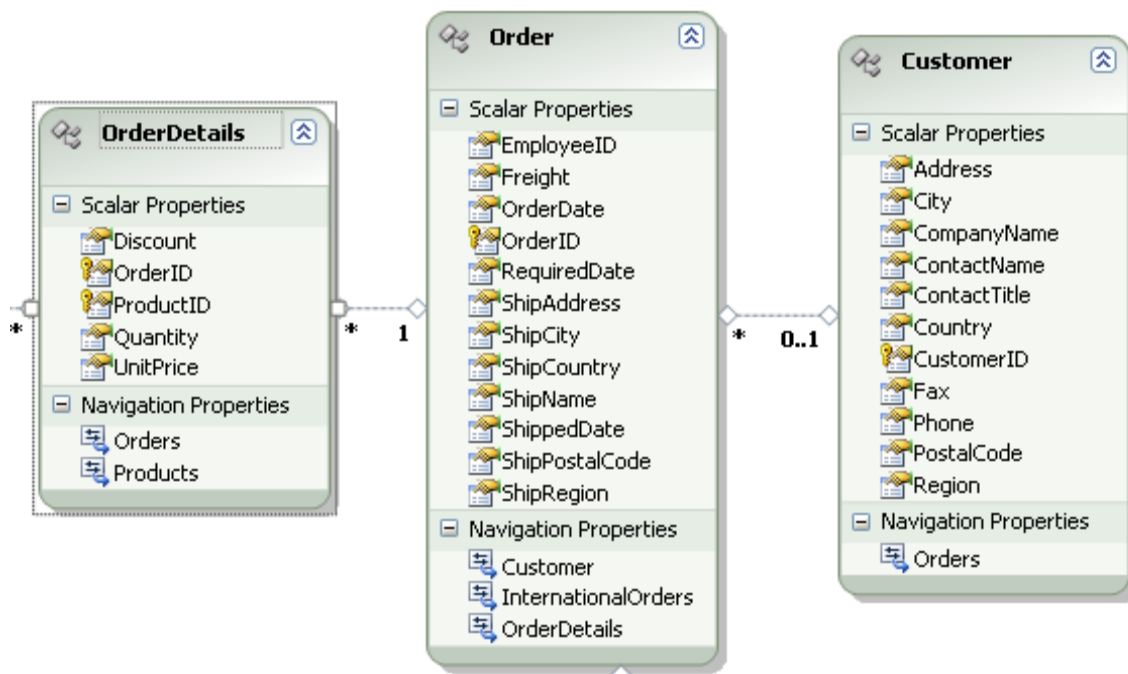 OrderDetails
Scalar Properties
Discount
OrderID
ProductID
Quantity
UnitPrice
Navigation Properties
Orders
Products
*
*
1
Order
Scalar Properties
EmployeeID
Freight
OrderDate
OrderID
RequiredDate
ShipAddress
ShipCity
ShipCountry
ShipName
ShippedDate
ShipPostalCode
ShipRegion
Navigation Properties
Customer
InternationalOrders
OrderDetails
*
0..1
Customer
Scalar Properties
Address
City
CompanyName
ContactName
ContactTitle
Country
CustomerID
Fax
Phone
PostalCode
Region
Navigation Properties
Orders